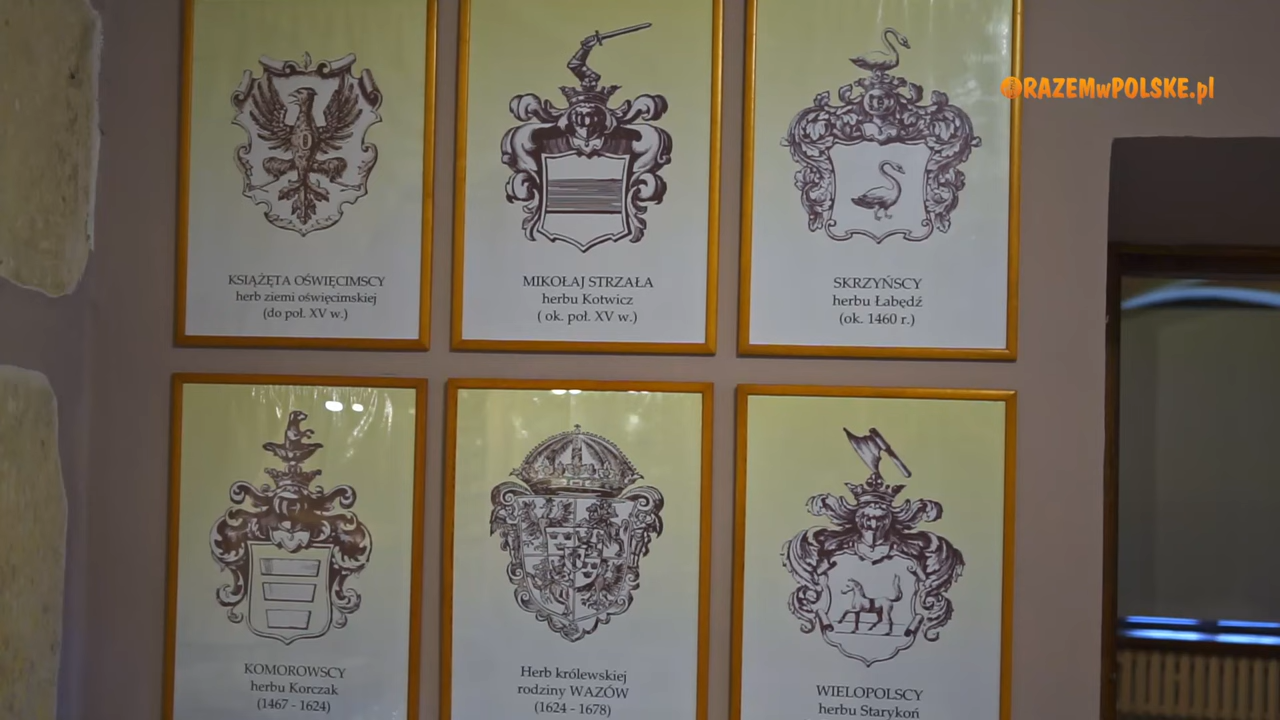 RAZEMwPOLSKE.pl
KSIĄŻĘTA OŚWIĘCIMSCY
herb ziemi oświęcimskiej
(do poł. XV w.)
MIKOŁAJ STRZAŁA
herbu Kotwicz
( ok. poł. XV w.)
SKRZYŃSCY
herbu Łabędź
(ok. 1460 r.)
KOMOROWSCY
herbu Korczak
(1467 - 1624)
Herb królewskiej
rodziny WAZÓW
(1624 - 1678)
WIELOPOLSCY
herbu Starykoń